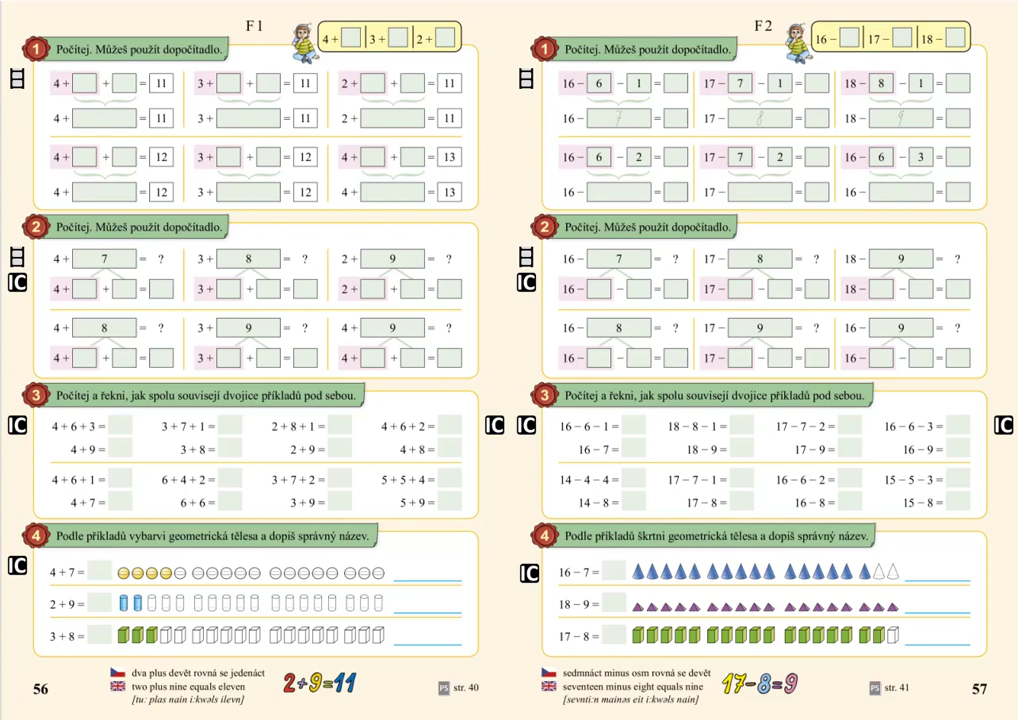 F 1
4 + | 3 + | 2 +
1 Počítej. Můžeš použít dopočítadlo.
4 + + = 11 3 + + = 11 2 + + = 11
4 + = 11 3 + = 11 2 + = 11
4 + + = 12 3 + + = 12 4 + + = 13
4 + = 12 3 + = 12 4 + = 13
2 Počítej. Můžeš použít dopočítadlo.
4 + 7 = ? 3 + 8 = ? 2 + 9 = ?
4 + + = 3 + + = 2 + + =
4 + 8 = ? 3 + 9 = ? 4 + 9 = ?
4 + + = 3 + + = 4 + + =
IC
3 Počítej a řekni, jak spolu souvisejí dvojice příkladů pod sebou.
4 + 6 + 3 = 3 + 7 + 1 = 2 + 8 + 1 = 4 + 6 + 2 =
4 + 9 = 3 + 8 = 2 + 9 = 4 + 8 =
4 + 6 + 1 = 6 + 4 + 2 = 3 + 7 + 2 = 5 + 5 + 4 =
4 + 7 = 6 + 6 = 3 + 9 = 5 + 9 =
IC IC
4 Podle příkladů vybarvi geometrická tělesa a dopiš správný název.
4 + 7 =
2 + 9 =
3 + 8 =
IC
56
dva plus devět rovná se jedenáct
two plus nine equals eleven
[tu: plas nain i:kwəls ilevn]
2+9=11
PS str. 40
F 2
16 − | 17 − | 18 −
1 Počítej. Můžeš použít dopočítadlo.
16 − 6 − 1 = 17 − 7 − 1 = 18 − 8 − 1 =
16 − 7 = 17 − 8 = 18 − 9 =
16 − 6 − 2 = 17 − 7 − 2 = 16 − 6 − 3 =
16 − = 17 − = 16 − =
2 Počítej. Můžeš použít dopočítadlo.
16 − 7 = ? 17 − 8 = ? 18 − 9 = ?
16 − − = 17 − − = 18 − − =
16 − 8 = ? 17 − 9 = ? 16 − 9 = ?
16 − − = 17 − − = 16 − − =
IC
3 Počítej a řekni, jak spolu souvisejí dvojice příkladů pod sebou.
16 − 6 − 1 = 18 − 8 − 1 = 17 − 7 − 2 = 16 − 6 − 3 =
16 − 7 = 18 − 9 = 17 − 9 = 16 − 9 =
14 − 4 − 4 = 17 − 7 − 1 = 16 − 6 − 2 = 15 − 5 − 3 =
14 − 8 = 17 − 8 = 16 − 8 = 15 − 8 =
IC IC
4 Podle příkladů škrtni geometrická tělesa a dopiš správný název.
16 − 7 =
18 − 9 =
17 − 8 =
IC
sedmnáct minus osm rovná se devět
seventeen minus eight equals nine
[sevnti:n mainəs eit i:kwəls nain]
17−8=9
PS str. 41
57